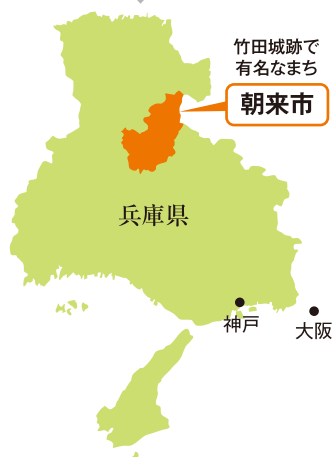 竹田城跡で
有名なまち
朝来市
兵庫県
神戸
大阪